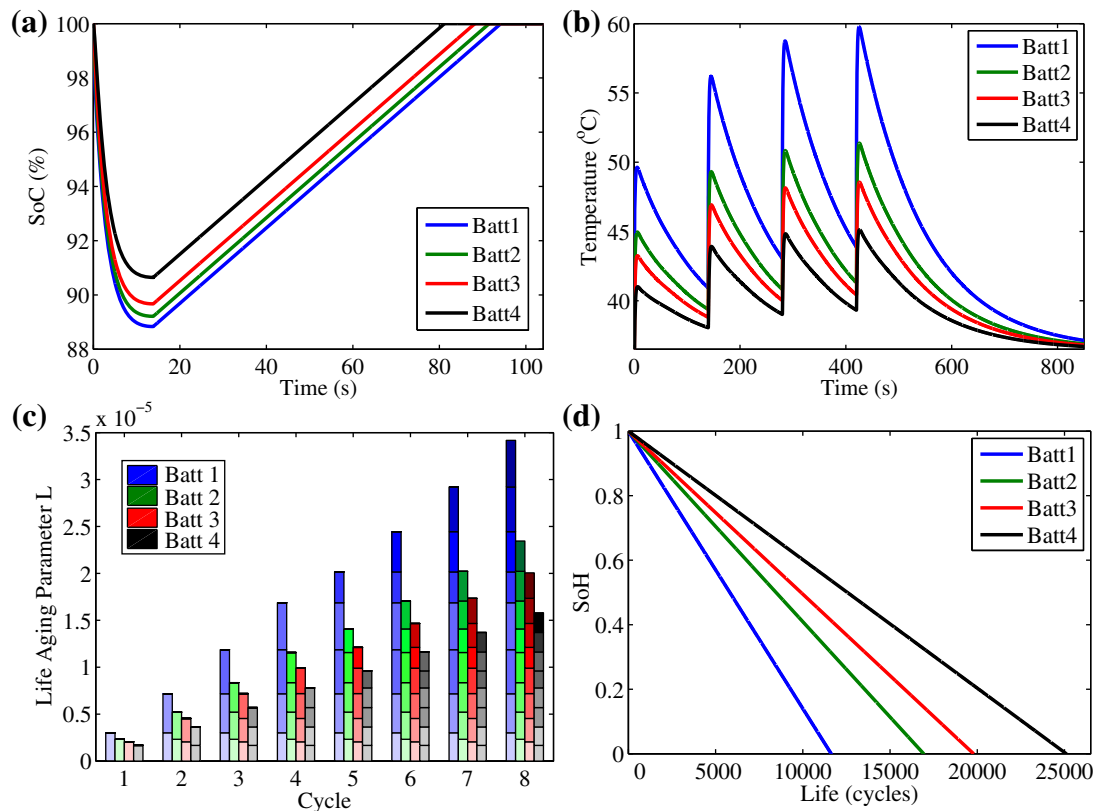 (a)
100
98
96
94
92
90
88
SoC (%)
0
20
40
60
80
100
Time (s)
Batt1
Batt2
Batt3
Batt4
(b)
60
55
50
45
40
Temperature (°C)
0
200
400
600
800
Time (s)
Batt1
Batt2
Batt3
Batt4
(c)
x 10⁻⁵
3.5
3
2.5
2
1.5
1
0.5
0
Life Aging Parameter L
1
2
3
4
5
6
7
8
Cycle
Batt 1
Batt 2
Batt 3
Batt 4
(d)
1
0.8
0.6
0.4
0.2
0
SoH
0
5000
10000
15000
20000
25000
Life (cycles)
Batt1
Batt2
Batt3
Batt4